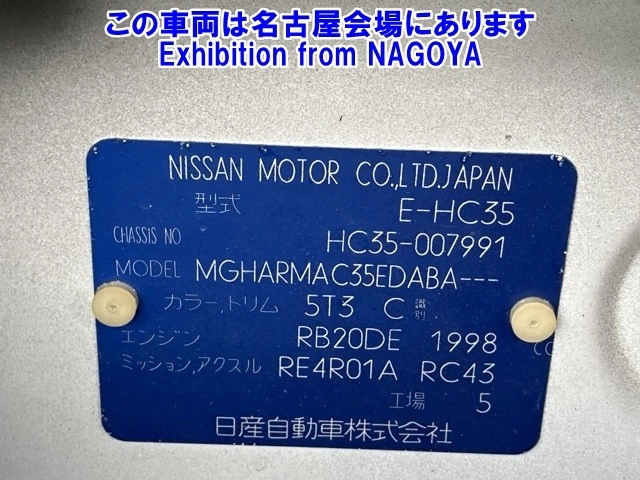 この車両は名古屋会場にあります
Exhibition from NAGOYA
NISSAN MOTOR CO.,LTD.JAPAN
型式 E-HC35
CHASSIS NO HC35-007991
MODEL MGHARMAC35EDABA---
カラー,トリム 5T3 C 識別
エンジン RB20DE 1998 CC
ミッション,アクスル RE4R01A RC43
工場 5
日産自動車株式会社